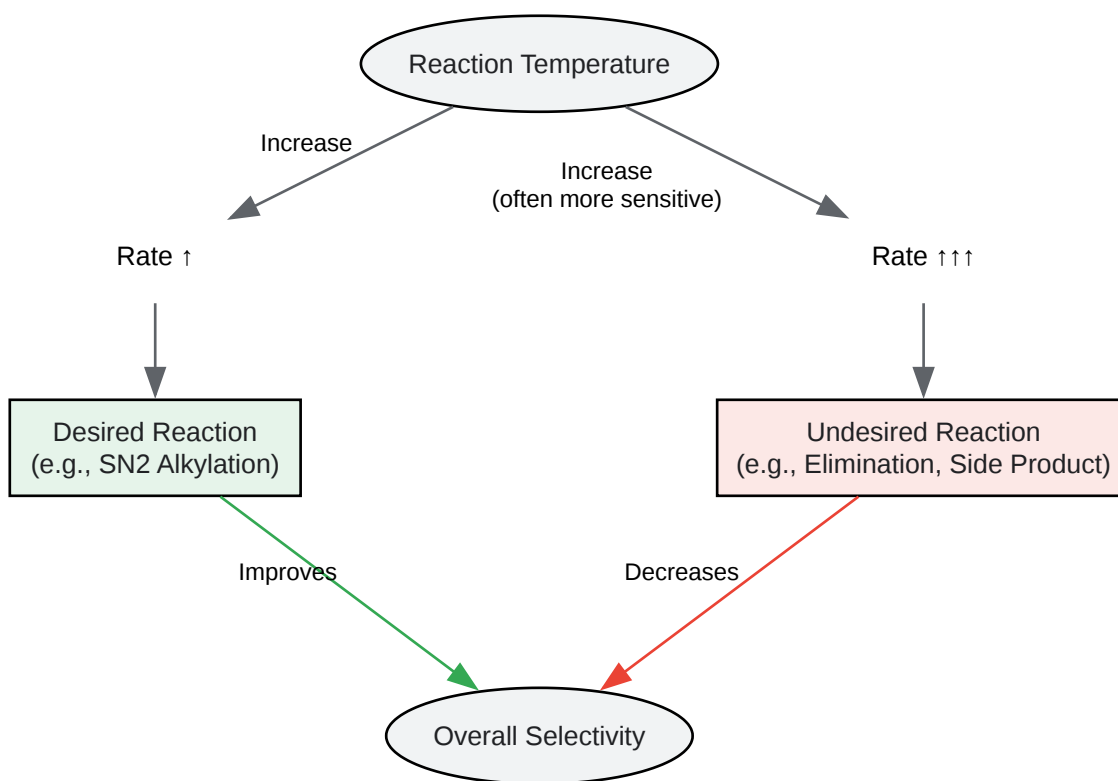 Reaction Temperature
Increase
Increase
(often more sensitive)
Rate ↑
Rate ↑↑↑
Desired Reaction
(e.g., SN2 Alkylation)
Undesired Reaction
(e.g., Elimination, Side Product)
Improves
Decreases
Overall Selectivity